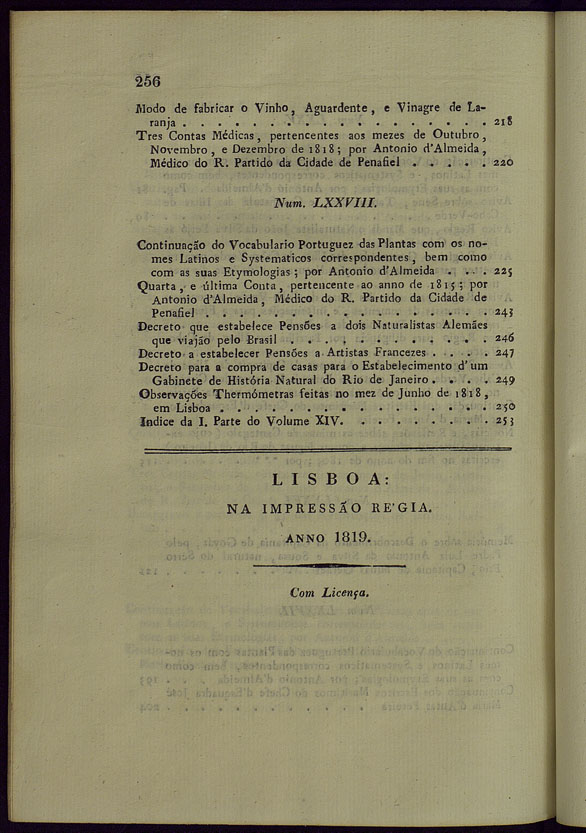 256
Modo de fabricar o Vinho, Aguardente, e Vinagre de La-
ranja . . . . . . . . . . . . . . . . . 218
Tres Contas Médicas, pertencentes aos mezes de Outubro,
Novembro, e Dezembro de 1818; por Antonio d'Almeida,
Médico do R. Partido da Cidade de Penafiel . . . . . 220
Num. LXXVIII.
Continuação do Vocabulario Portuguez das Plantas com os no-
mes Latinos e Systematicos correspondentes, bem como
com as suas Etymologias; por Antonio d'Almeida . . . 225
Quarta, e última Conta, pertencente ao anno de 1815; por
Antonio d'Almeida, Médico do R. Partido da Cidade de
Penafiel . . . . . . . . . . . . . . . . 243
Decreto que estabelece Pensões a dois Naturalistas Alemães
que viajão pelo Brasil . . . . . . . . . . . 246
Decreto a estabelecer Pensões a Artistas Francezes . . . . 247
Decreto para a compra de casas para o Estabelecimento d'um
Gabinete de História Natural do Rio de Janeiro . . . . 249
Observações Thermómetras feitas no mez de Junho de 1818,
em Lisboa . . . . . . . . . . . . . . . 250
Indice da I. Parte do Volume XIV. . . . . . . . . 253
LISBOA:
NA IMPRESSÃO RE'GIA.
ANNO 1819.
Com Licença.